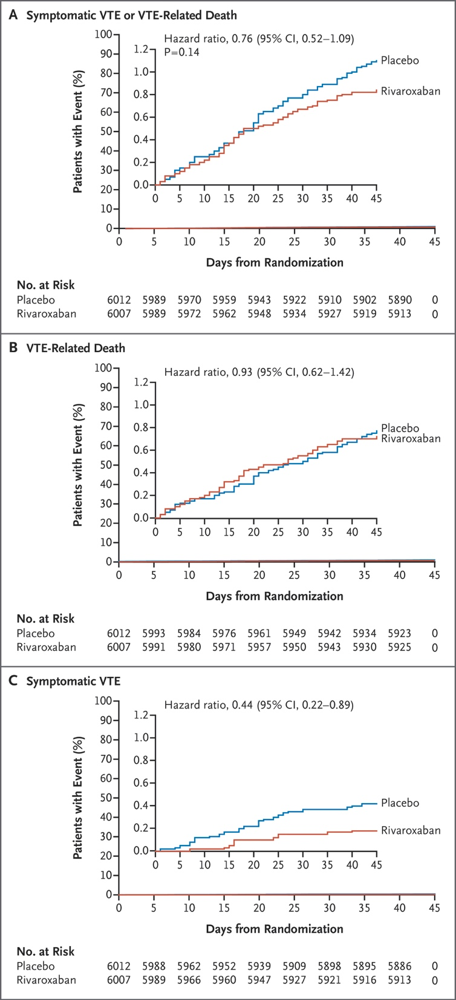 A Symptomatic VTE or VTE-Related Death
Hazard ratio, 0.76 (95% CI, 0.52–1.09)
P=0.14
Patients with Event (%)
100
90
80
70
60
50
40
30
20
10
0
1.2
1.0
0.8
0.6
0.4
0.2
0.0
Placebo
Rivaroxaban
0 5 10 15 20 25 30 35 40 45
0 5 10 15 20 25 30 35 40 45
Days from Randomization
No. at Risk
Placebo 6012 5989 5970 5959 5943 5922 5910 5902 5890 0
Rivaroxaban 6007 5989 5972 5962 5948 5934 5927 5919 5913 0
B VTE-Related Death
Hazard ratio, 0.93 (95% CI, 0.62–1.42)
Patients with Event (%)
100
90
80
70
60
50
40
30
20
10
0
1.2
1.0
0.8
0.6
0.4
0.2
0.0
Placebo
Rivaroxaban
0 5 10 15 20 25 30 35 40 45
0 5 10 15 20 25 30 35 40 45
Days from Randomization
No. at Risk
Placebo 6012 5993 5984 5976 5961 5949 5942 5934 5923 0
Rivaroxaban 6007 5991 5980 5971 5957 5950 5943 5930 5925 0
C Symptomatic VTE
Hazard ratio, 0.44 (95% CI, 0.22–0.89)
Patients with Event (%)
100
90
80
70
60
50
40
30
20
10
0
1.2
1.0
0.8
0.6
0.4
0.2
0.0
Placebo
Rivaroxaban
0 5 10 15 20 25 30 35 40 45
0 5 10 15 20 25 30 35 40 45
Days from Randomization
No. at Risk
Placebo 6012 5988 5962 5952 5939 5909 5898 5895 5886 0
Rivaroxaban 6007 5989 5966 5960 5947 5927 5921 5916 5913 0